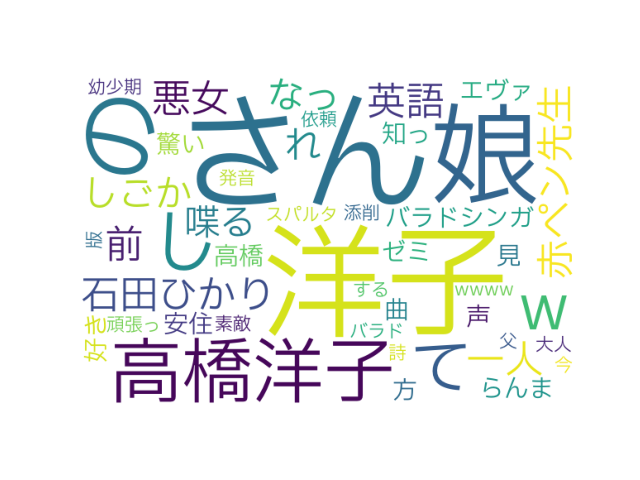 幼少期
悪女
なっ
英語
エヴァ
の
さん
娘
依頼
れ
知っ
驚い
発音
赤ペン先生
しごか
し
喋る
スパルタ
添削
バラドシンガ
版
前
高橋
洋子
ゼミ
見
石田ひかり
する
wwww
w
曲
声
好き
頑張っ
安住
素敵
バラド
父
大人
高橋洋子
て
詩
一人
今
方
らんま